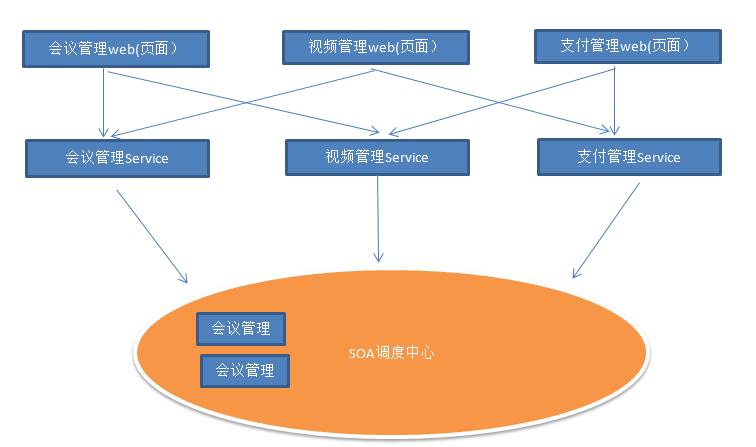 会议管理web(页面）
视频管理web(页面）
支付管理web(页面）
会议管理Service
视频管理Service
支付管理Service
会议管理
SOA调度中心
会议管理